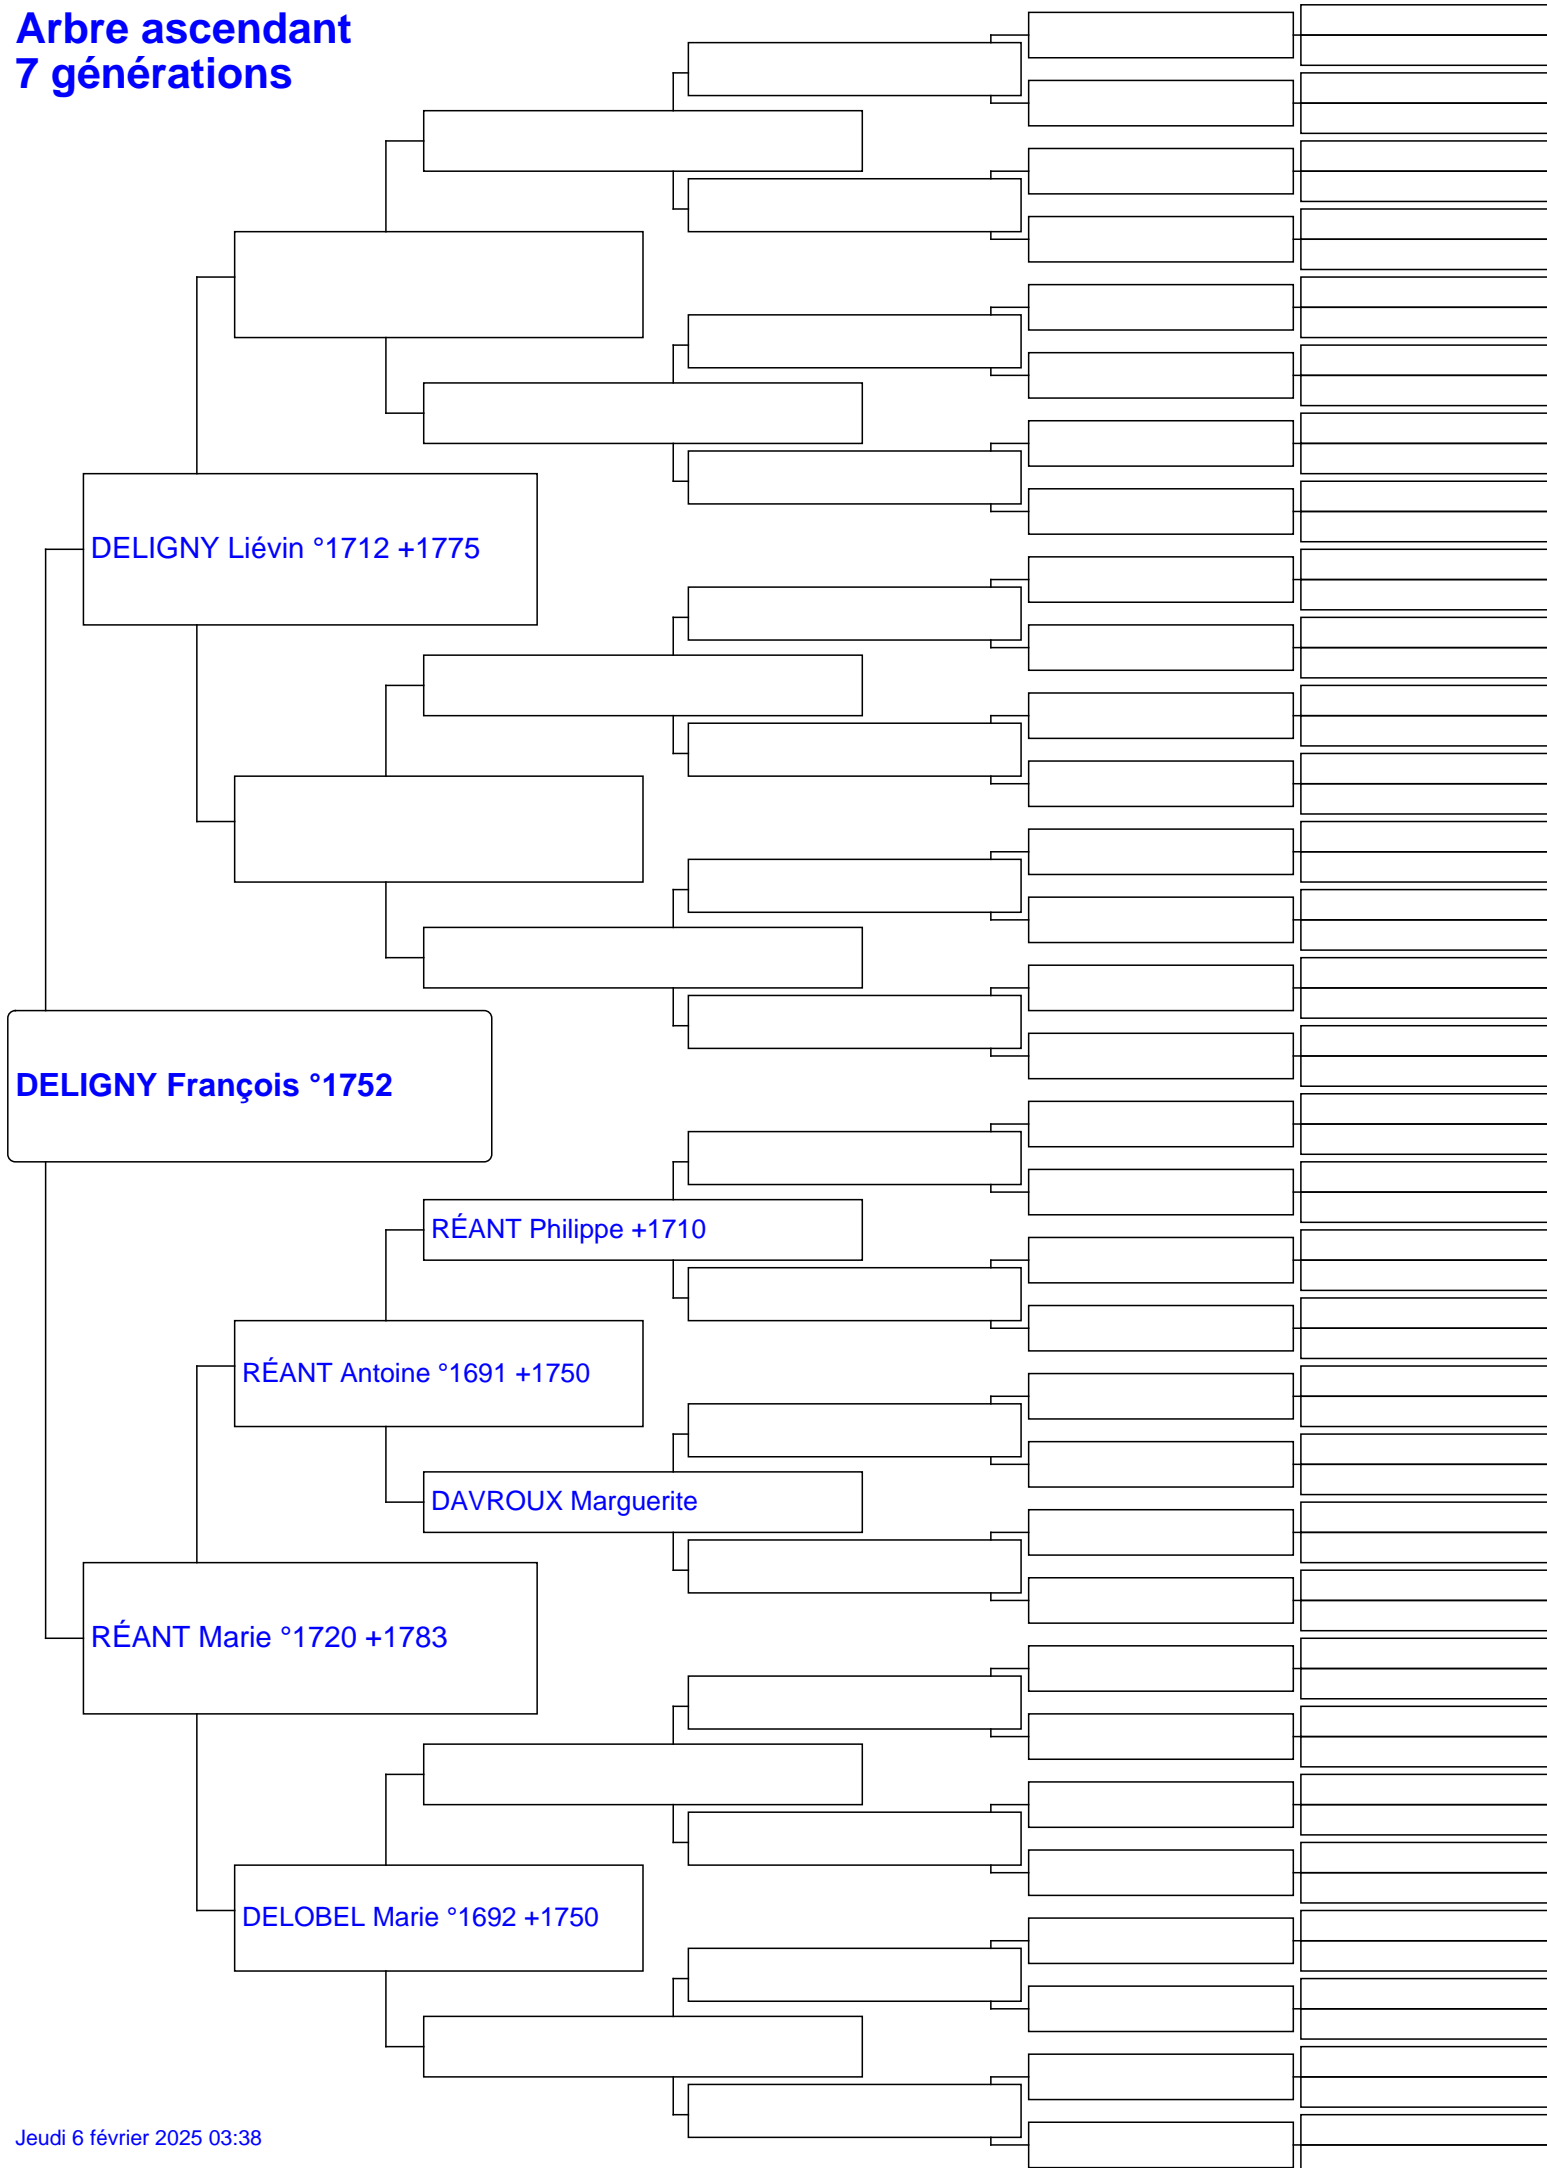 Arbre ascendant
7 générations
DELIGNY Liévin °1712 +1775
DELIGNY François °1752
RÉANT Philippe +1710
RÉANT Antoine °1691 +1750
DAVROUX Marguerite
RÉANT Marie °1720 +1783
DELOBEL Marie °1692 +1750
Jeudi 6 février 2025 03:38